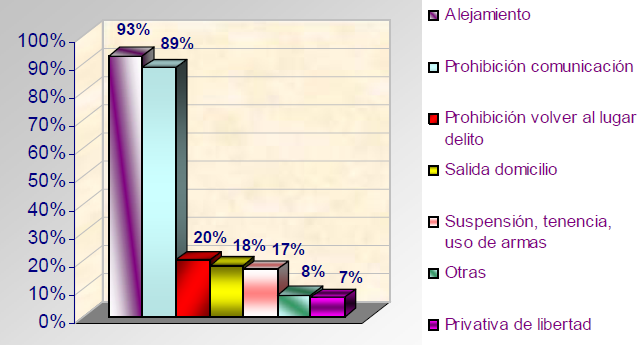 100%
90%
80%
70%
60%
50%
40%
30%
20%
10%
0%
93%
89%
20%
18%
17%
8%
7%
Alejamiento
Prohibición comunicación
Prohibición volver al lugar
delito
Salida domicilio
Suspensión, tenencia,
uso de armas
Otras
Privativa de libertad